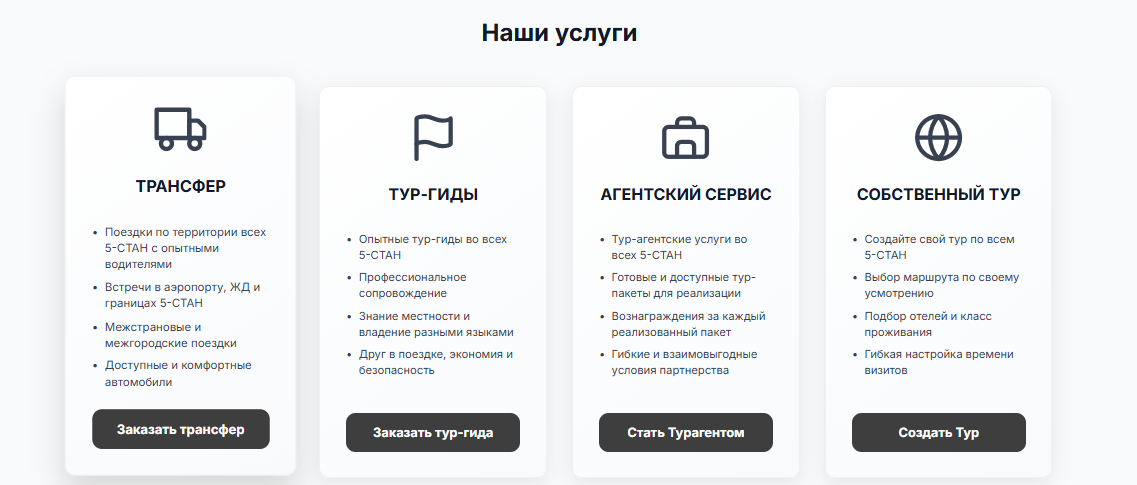 Наши услуги
ТРАНСФЕР
• Поездки по территории всех
5-СТАН с опытными
водителями
• Встречи в аэропорту, ЖД и
границах 5-СТАН
• Межстрановые и
межгородские поездки
• Доступные и комфортные
автомобили
Заказать трансфер
ТУР-ГИДЫ
• Опытные тур-гиды во всех
5-СТАН
• Профессиональное
сопровождение
• Знание местности и
владение разными языками
• Друг в поездке, экономия и
безопасность
Заказать тур-гида
АГЕНТСКИЙ СЕРВИС
• Тур-агентские услуги во
всех 5-СТАН
• Готовые и доступные тур-
пакеты для реализации
• Вознаграждения за каждый
реализованный пакет
• Гибкие и взаимовыгодные
условия партнерства
Стать Турагентом
СОБСТВЕННЫЙ ТУР
• Создайте свой тур по всем
5-СТАН
• Выбор маршрута по своему
усмотрению
• Подбор отелей и класс
проживания
• Гибкая настройка времени
визитов
Создать Тур